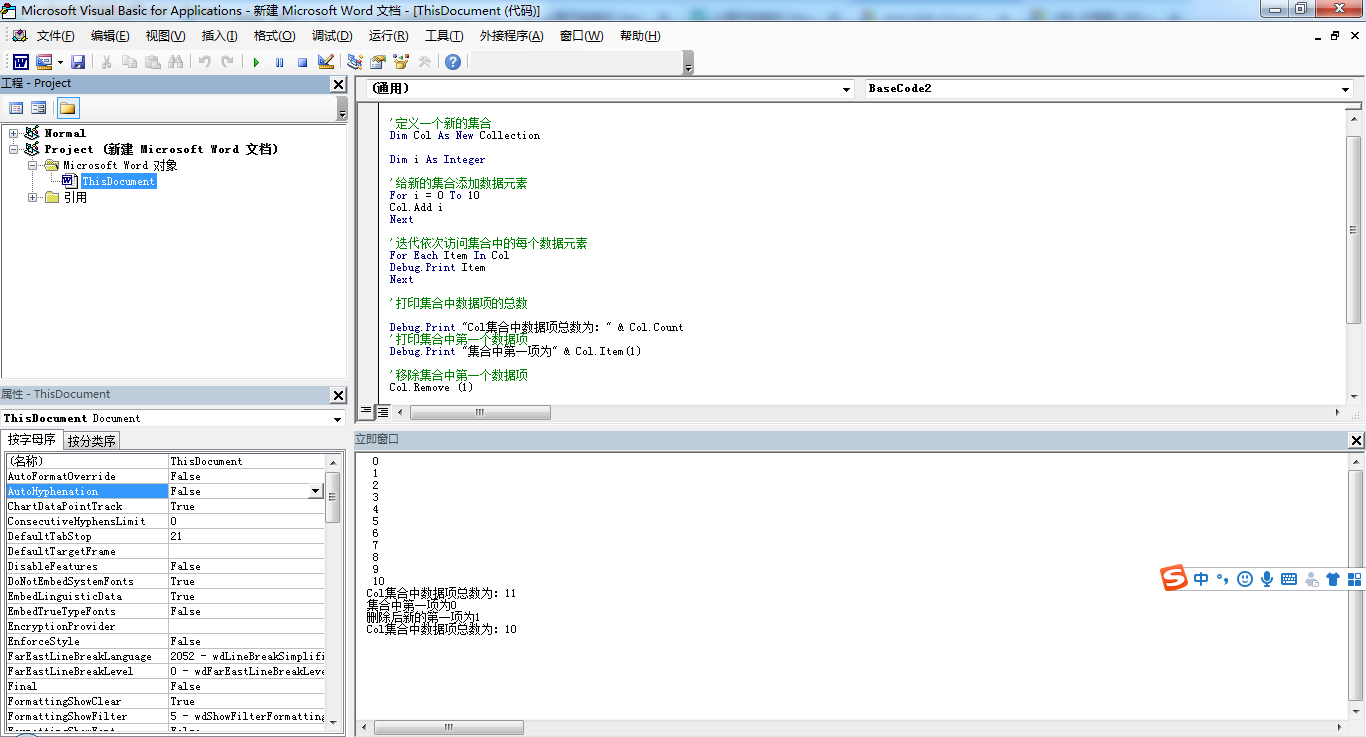 Microsoft Visual Basic for Applications - 新建 Microsoft Word 文档 - [ThisDocument (代码)]
文件(F) 编辑(E) 视图(V) 插入(I) 格式(O) 调试(D) 运行(R) 工具(T) 外接程序(A) 窗口(W) 帮助(H)
工程 - Project
Normal
Project (新建 Microsoft Word 文档)
Microsoft Word 对象
ThisDocument
引用
属性 - ThisDocument
ThisDocument Document
按字母序 按分类序
(名称) ThisDocument
AutoFormatOverride False
AutoHyphenation False
ChartDataPointTrack True
ConsecutiveHyphensLimit 0
DefaultTabStop 21
DefaultTargetFrame
DisableFeatures False
DoNotEmbedSystemFonts True
EmbedLinguisticData True
EmbedTrueTypeFonts False
EncryptionProvider
EnforceStyle False
FarEastLineBreakLanguage 2052 - wdLineBreakSimplifi
FarEastLineBreakLevel 0 - wdFarEastLineBreakLeve
Final False
FormattingShowClear True
FormattingShowFilter 5 - wdShowFilterFormatting
(通用) BaseCode2
'定义一个新的集合
Dim Col As New Collection
Dim i As Integer
'给新的集合添加数据元素
For i = 0 To 10
Col.Add i
Next
'迭代依次访问集合中的每个数据元素
For Each Item In Col
Debug.Print Item
Next
'打印集合中数据项的总数
Debug.Print "Col集合中数据项总数为：" & Col.Count
'打印集合中第一个数据项
Debug.Print "集合中第一项为" & Col.Item(1)
'移除集合中第一个数据项
Col.Remove (1)
立即窗口
0
1
2
3
4
5
6
7
8
9
10
Col集合中数据项总数为：11
集合中第一项为0
删除后新的第一项为1
Col集合中数据项总数为：10
S 中